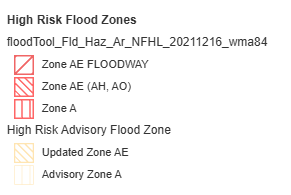 High Risk Flood Zones
floodTool_Fld_Haz_Ar_NFHL_20211216_wma84
Zone AE FLOODWAY
Zone AE (AH, AO)
Zone A
High Risk Advisory Flood Zone
Updated Zone AE
Advisory Zone A